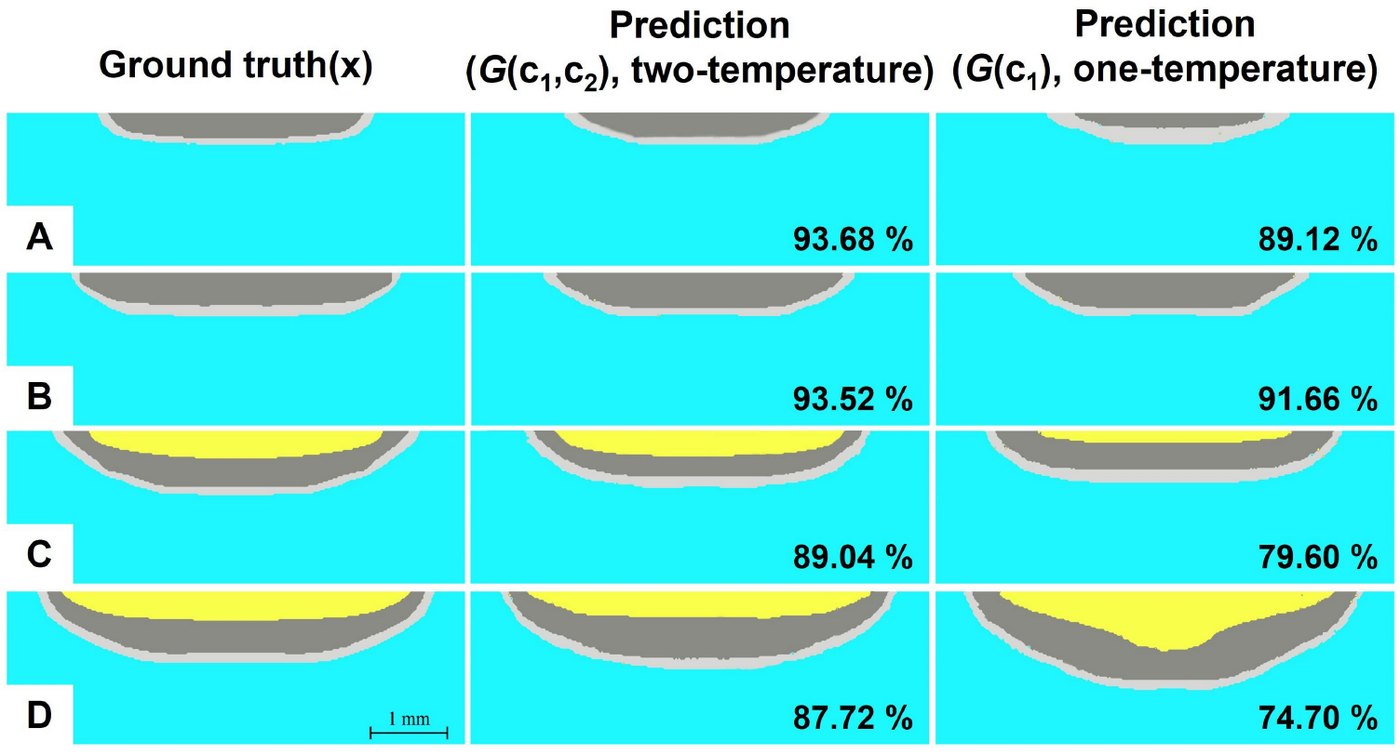 Ground truth(x)
Prediction
(G(c₁,c₂), two-temperature)
Prediction
(G(c₁), one-temperature)
A
93.68 %
89.12 %
B
93.52 %
91.66 %
C
89.04 %
79.60 %
D
1 mm
87.72 %
74.70 %